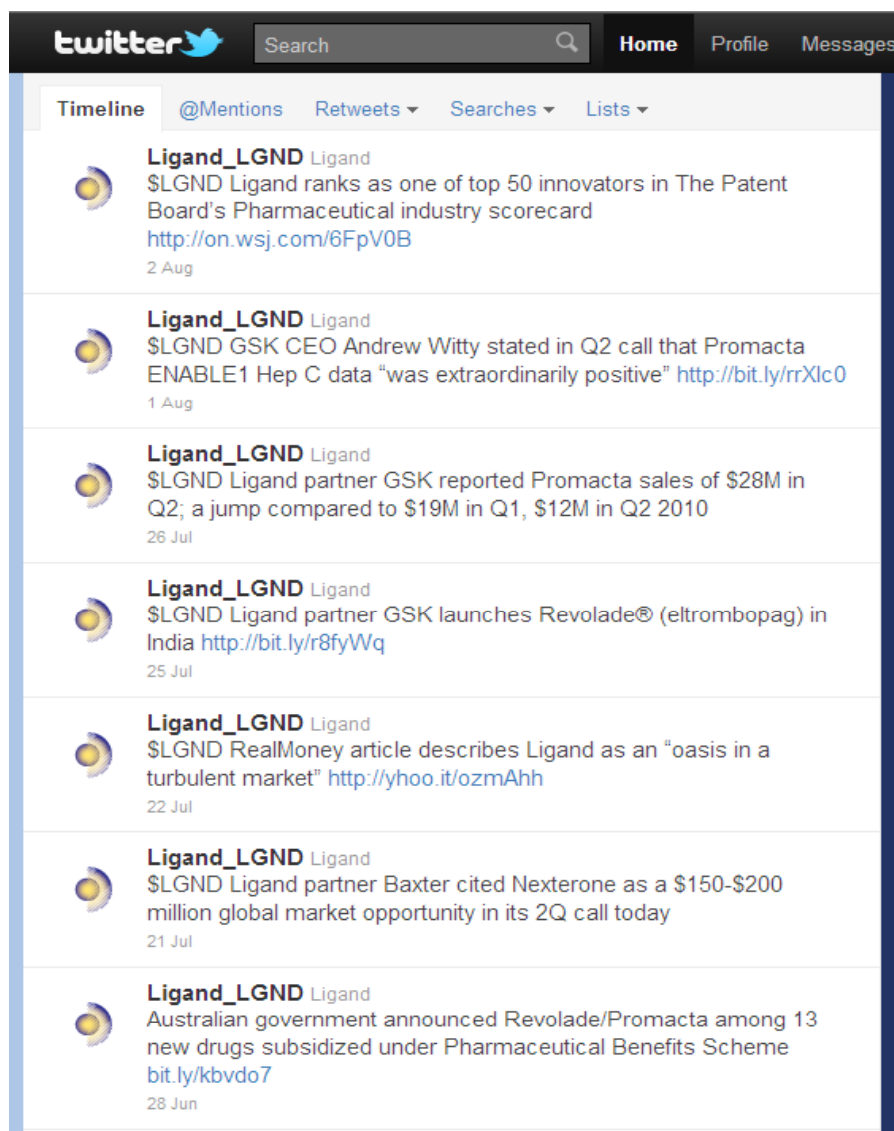 twitter
Search
Home
Profile
Messages
Timeline
@Mentions
Retweets
Searches
Lists
Ligand_LGND Ligand
$LGND Ligand ranks as one of top 50 innovators in The Patent
Board's Pharmaceutical industry scorecard
http://on.wsj.com/6FpV0B
2 Aug
Ligand_LGND Ligand
$LGND GSK CEO Andrew Witty stated in Q2 call that Promacta
ENABLE1 Hep C data “was extraordinarily positive” http://bit.ly/rrXlc0
1 Aug
Ligand_LGND Ligand
$LGND Ligand partner GSK reported Promacta sales of $28M in
Q2; a jump compared to $19M in Q1, $12M in Q2 2010
26 Jul
Ligand_LGND Ligand
$LGND Ligand partner GSK launches Revolade® (eltrombopag) in
India http://bit.ly/r8fyWq
25 Jul
Ligand_LGND Ligand
$LGND RealMoney article describes Ligand as an “oasis in a
turbulent market” http://yhoo.it/ozmAhh
22 Jul
Ligand_LGND Ligand
$LGND Ligand partner Baxter cited Nexterone as a $150-$200
million global market opportunity in its 2Q call today
21 Jul
Ligand_LGND Ligand
Australian government announced Revolade/Promacta among 13
new drugs subsidized under Pharmaceutical Benefits Scheme
bit.ly/kbvdo7
28 Jun